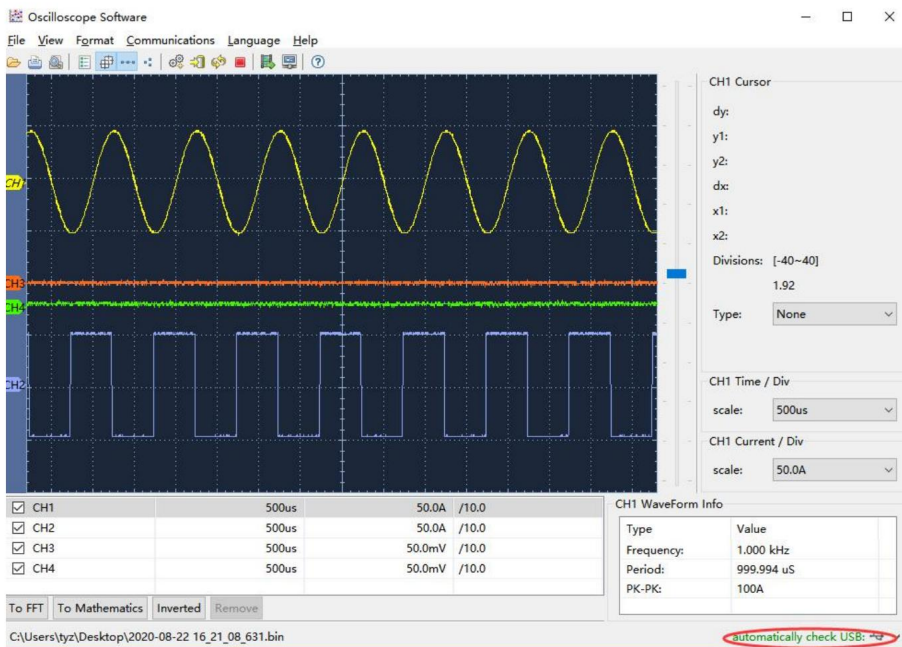 Oscilloscope Software
File View Format Communications Language Help
CH1 Cursor
dy:
y1:
y2:
dx:
x1:
x2:
Divisions: [-40~40]
1.92
Type: None
CH3
CH4
CH2
CH1 Time / Div
scale: 500us
CH1 Current / Div
scale: 50.0A
CH1 500us 50.0A /10.0
CH2 500us 50.0A /10.0
CH3 500us 50.0mV /10.0
CH4 500us 50.0mV /10.0
CH1 WaveForm Info
Type Value
Frequency: 1.000 kHz
Period: 999.994 uS
PK-PK: 100A
To FFT To Mathematics Inverted Remove
C:\Users\tyz\Desktop\2020-08-22 16_21_08_631.bin
automatically check USB: